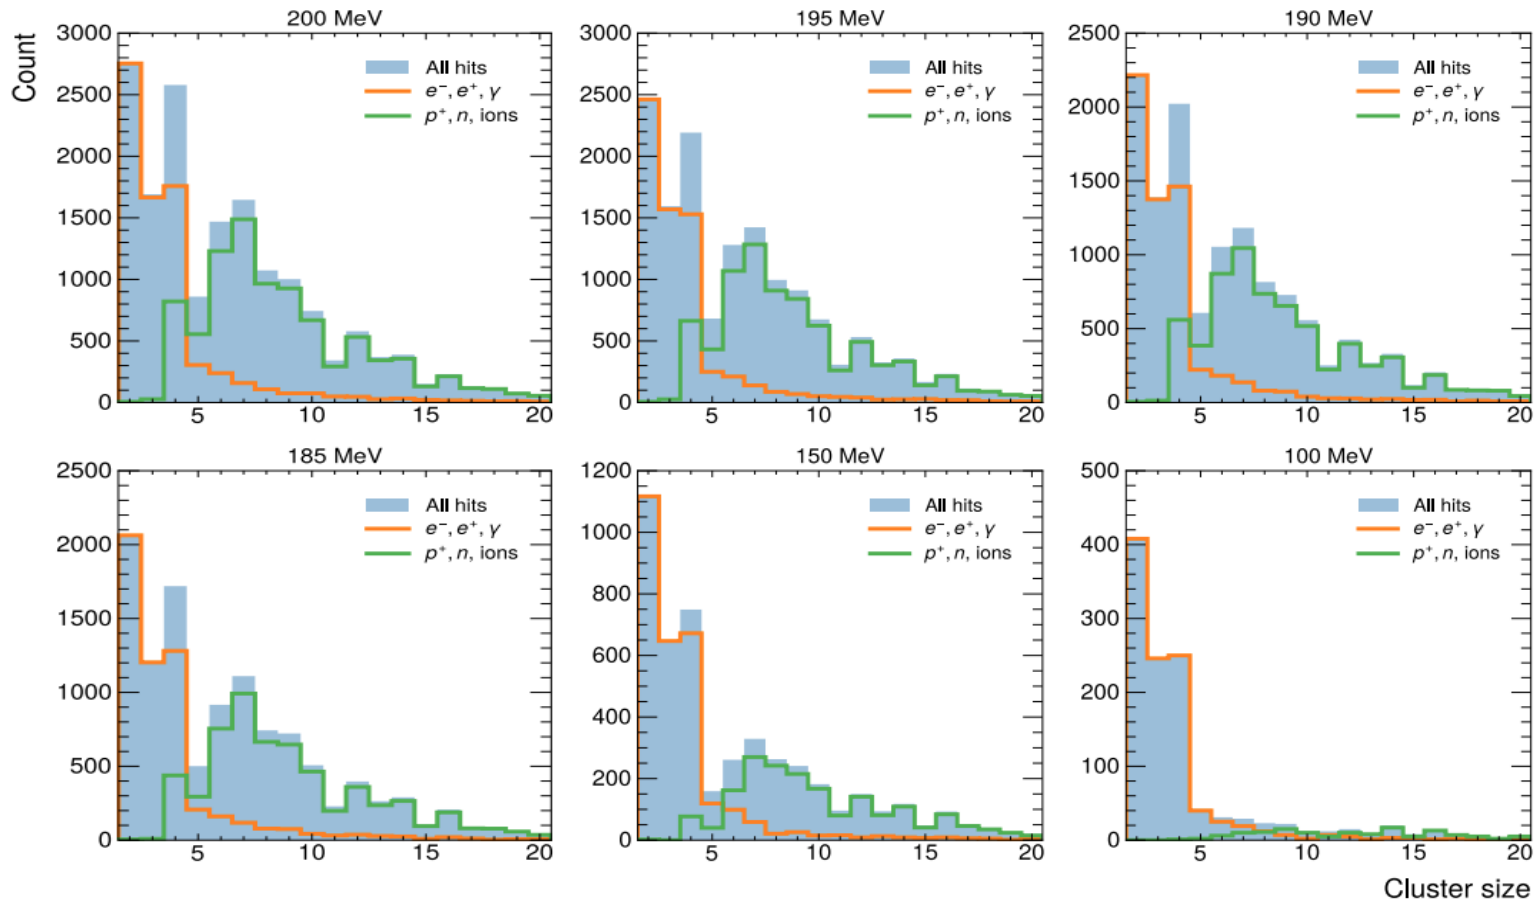 200 MeV
195 MeV
190 MeV
Count
3000
2500
2000
1500
1000
500
0
5
10
15
20
All hits
e⁻, e⁺, γ
p⁺, n, ions
3000
2500
2000
1500
1000
500
0
5
10
15
20
All hits
e⁻, e⁺, γ
p⁺, n, ions
2500
2000
1500
1000
500
0
5
10
15
20
All hits
e⁻, e⁺, γ
p⁺, n, ions
185 MeV
150 MeV
100 MeV
2500
2000
1500
1000
500
0
5
10
15
20
All hits
e⁻, e⁺, γ
p⁺, n, ions
1200
1000
800
600
400
200
0
5
10
15
20
All hits
e⁻, e⁺, γ
p⁺, n, ions
500
400
300
200
100
0
5
10
15
20
All hits
e⁻, e⁺, γ
p⁺, n, ions
Cluster size